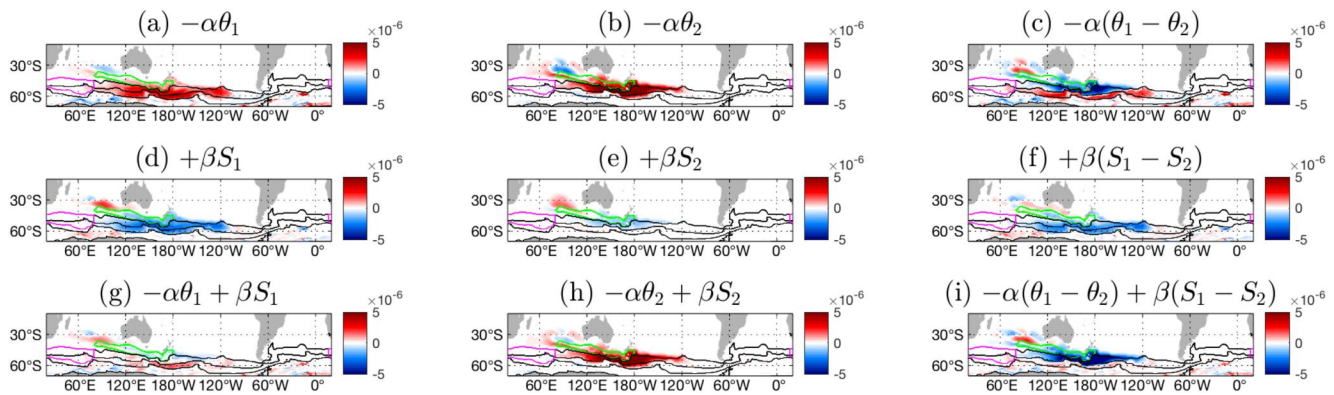 (a) −αθ₁ (b) −αθ₂ (c) −α(θ₁ − θ₂)
×10⁻⁶ ×10⁻⁶ ×10⁻⁶
5 5 5
30°S 30°S 30°S
0 0 0
60°S 60°S 60°S
-5 -5 -5
60°E 120°E 180°W 120°W 60°W 0° 60°E 120°E 180°W 120°W 60°W 0° 60°E 120°E 180°W 120°W 60°W 0°
(d) +βS₁ (e) +βS₂ (f) +β(S₁ − S₂)
×10⁻⁶ ×10⁻⁶ ×10⁻⁶
5 5 5
30°S 30°S 30°S
0 0 0
60°S 60°S 60°S
-5 -5 -5
60°E 120°E 180°W 120°W 60°W 0° 60°E 120°E 180°W 120°W 60°W 0° 60°E 120°E 180°W 120°W 60°W 0°
(g) −αθ₁ + βS₁ (h) −αθ₂ + βS₂ (i) −α(θ₁ − θ₂) + β(S₁ − S₂)
×10⁻⁶ ×10⁻⁶ ×10⁻⁶
5 5 5
30°S 30°S 30°S
0 0 0
60°S 60°S 60°S
-5 -5 -5
60°E 120°E 180°W 120°W 60°W 0° 60°E 120°E 180°W 120°W 60°W 0° 60°E 120°E 180°W 120°W 60°W 0°